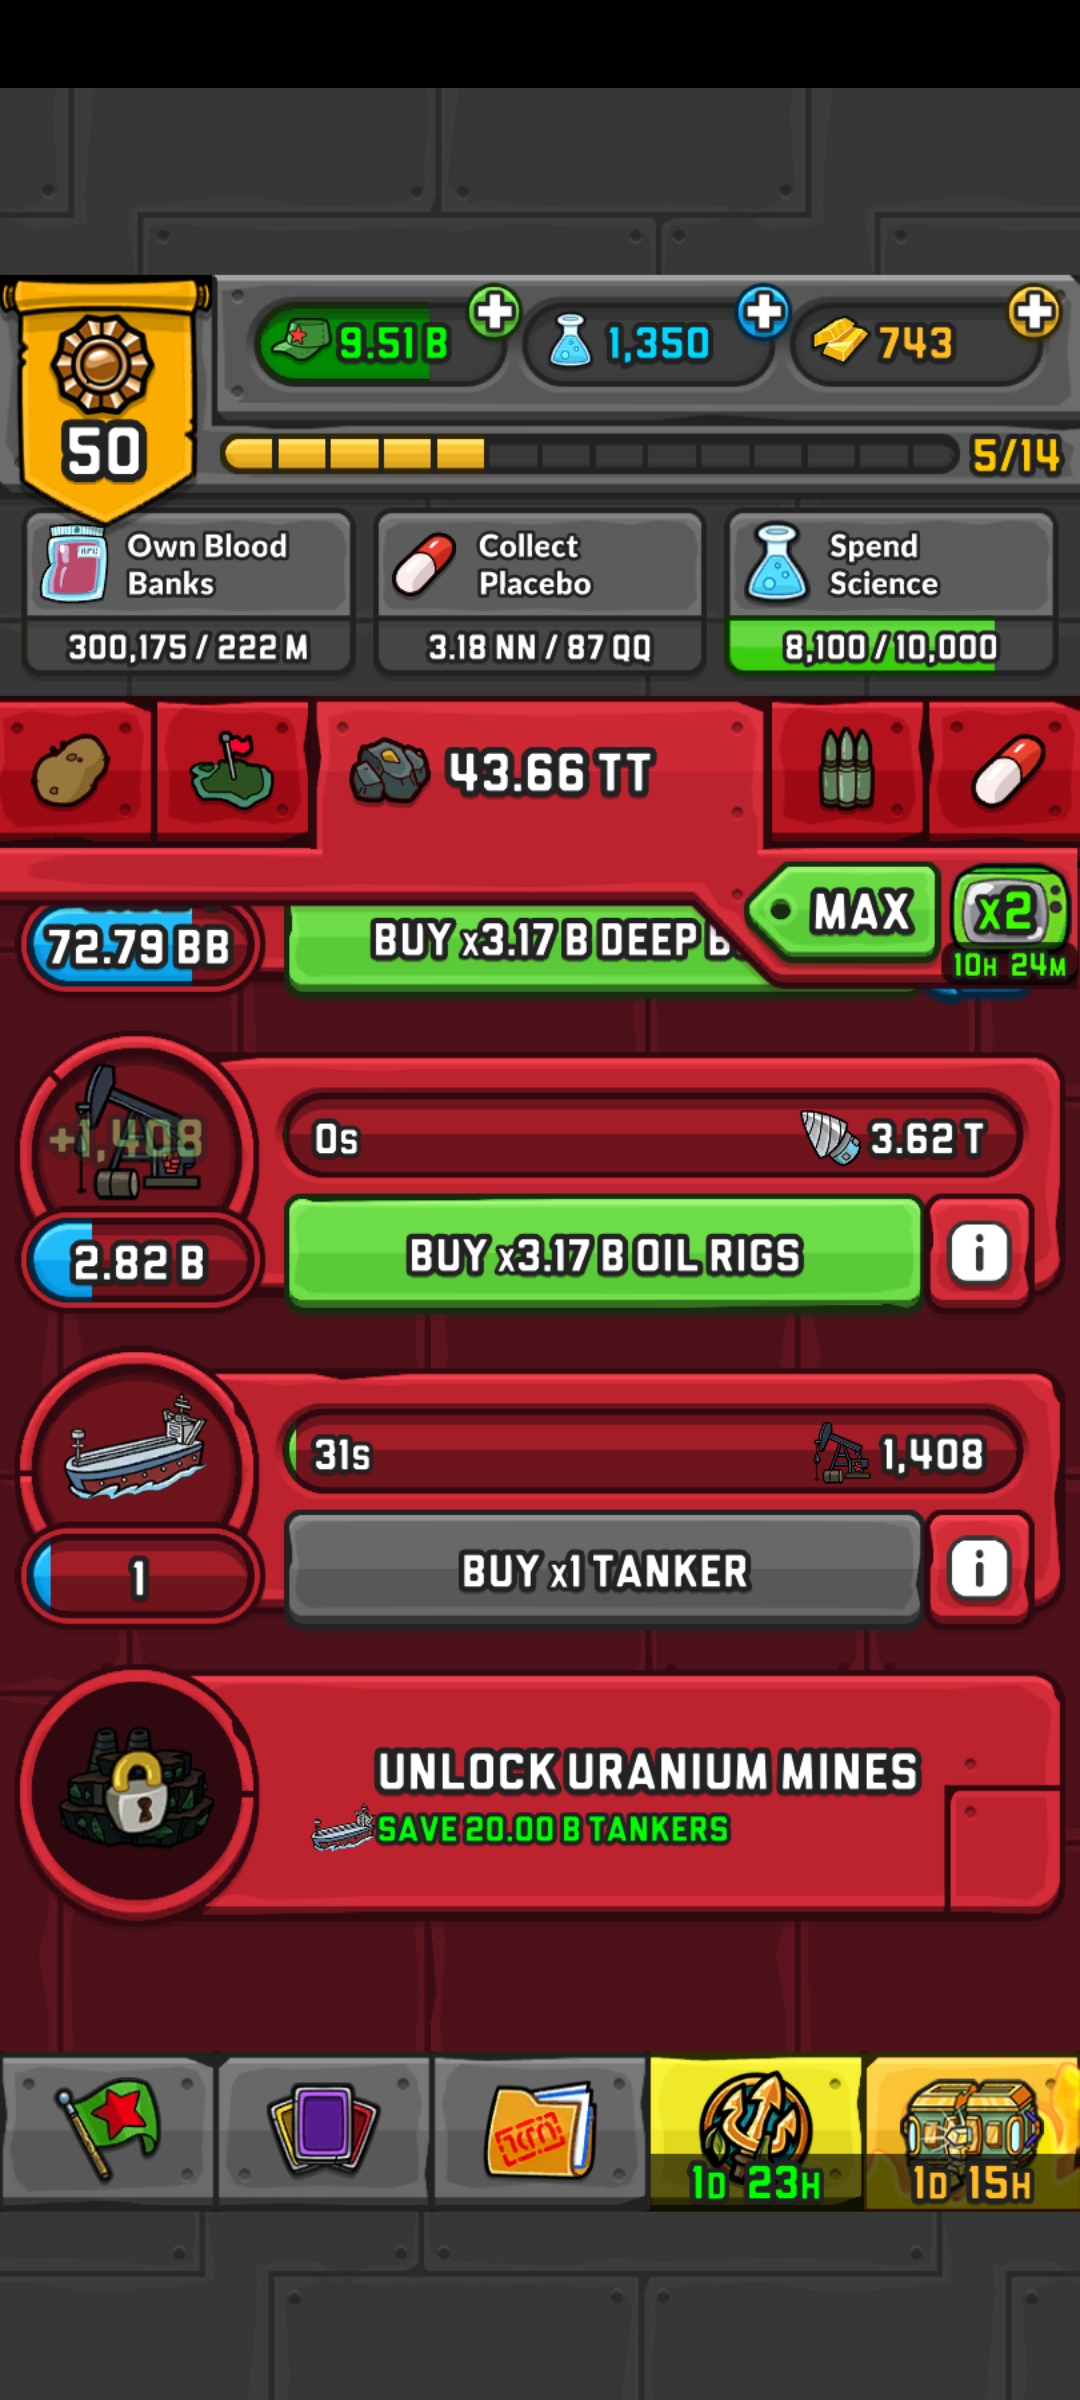 9.51 B
1,350
743
50
5/14
Own Blood
Banks
300,175 / 222 M
Collect
Placebo
3.18 NN / 87 QQ
Spend
Science
8,100 / 10,000
43.66 TT
MAX
x2
10H 24M
72.79 BB
BUY x3.17 B DEEP B
+1,408
0s
3.62 T
2.82 B
BUY x3.17 B OIL RIGS
i
31s
1,408
1
BUY x1 TANKER
i
UNLOCK URANIUM MINES
SAVE 20.00 B TANKERS
1D 23H
1D 15H